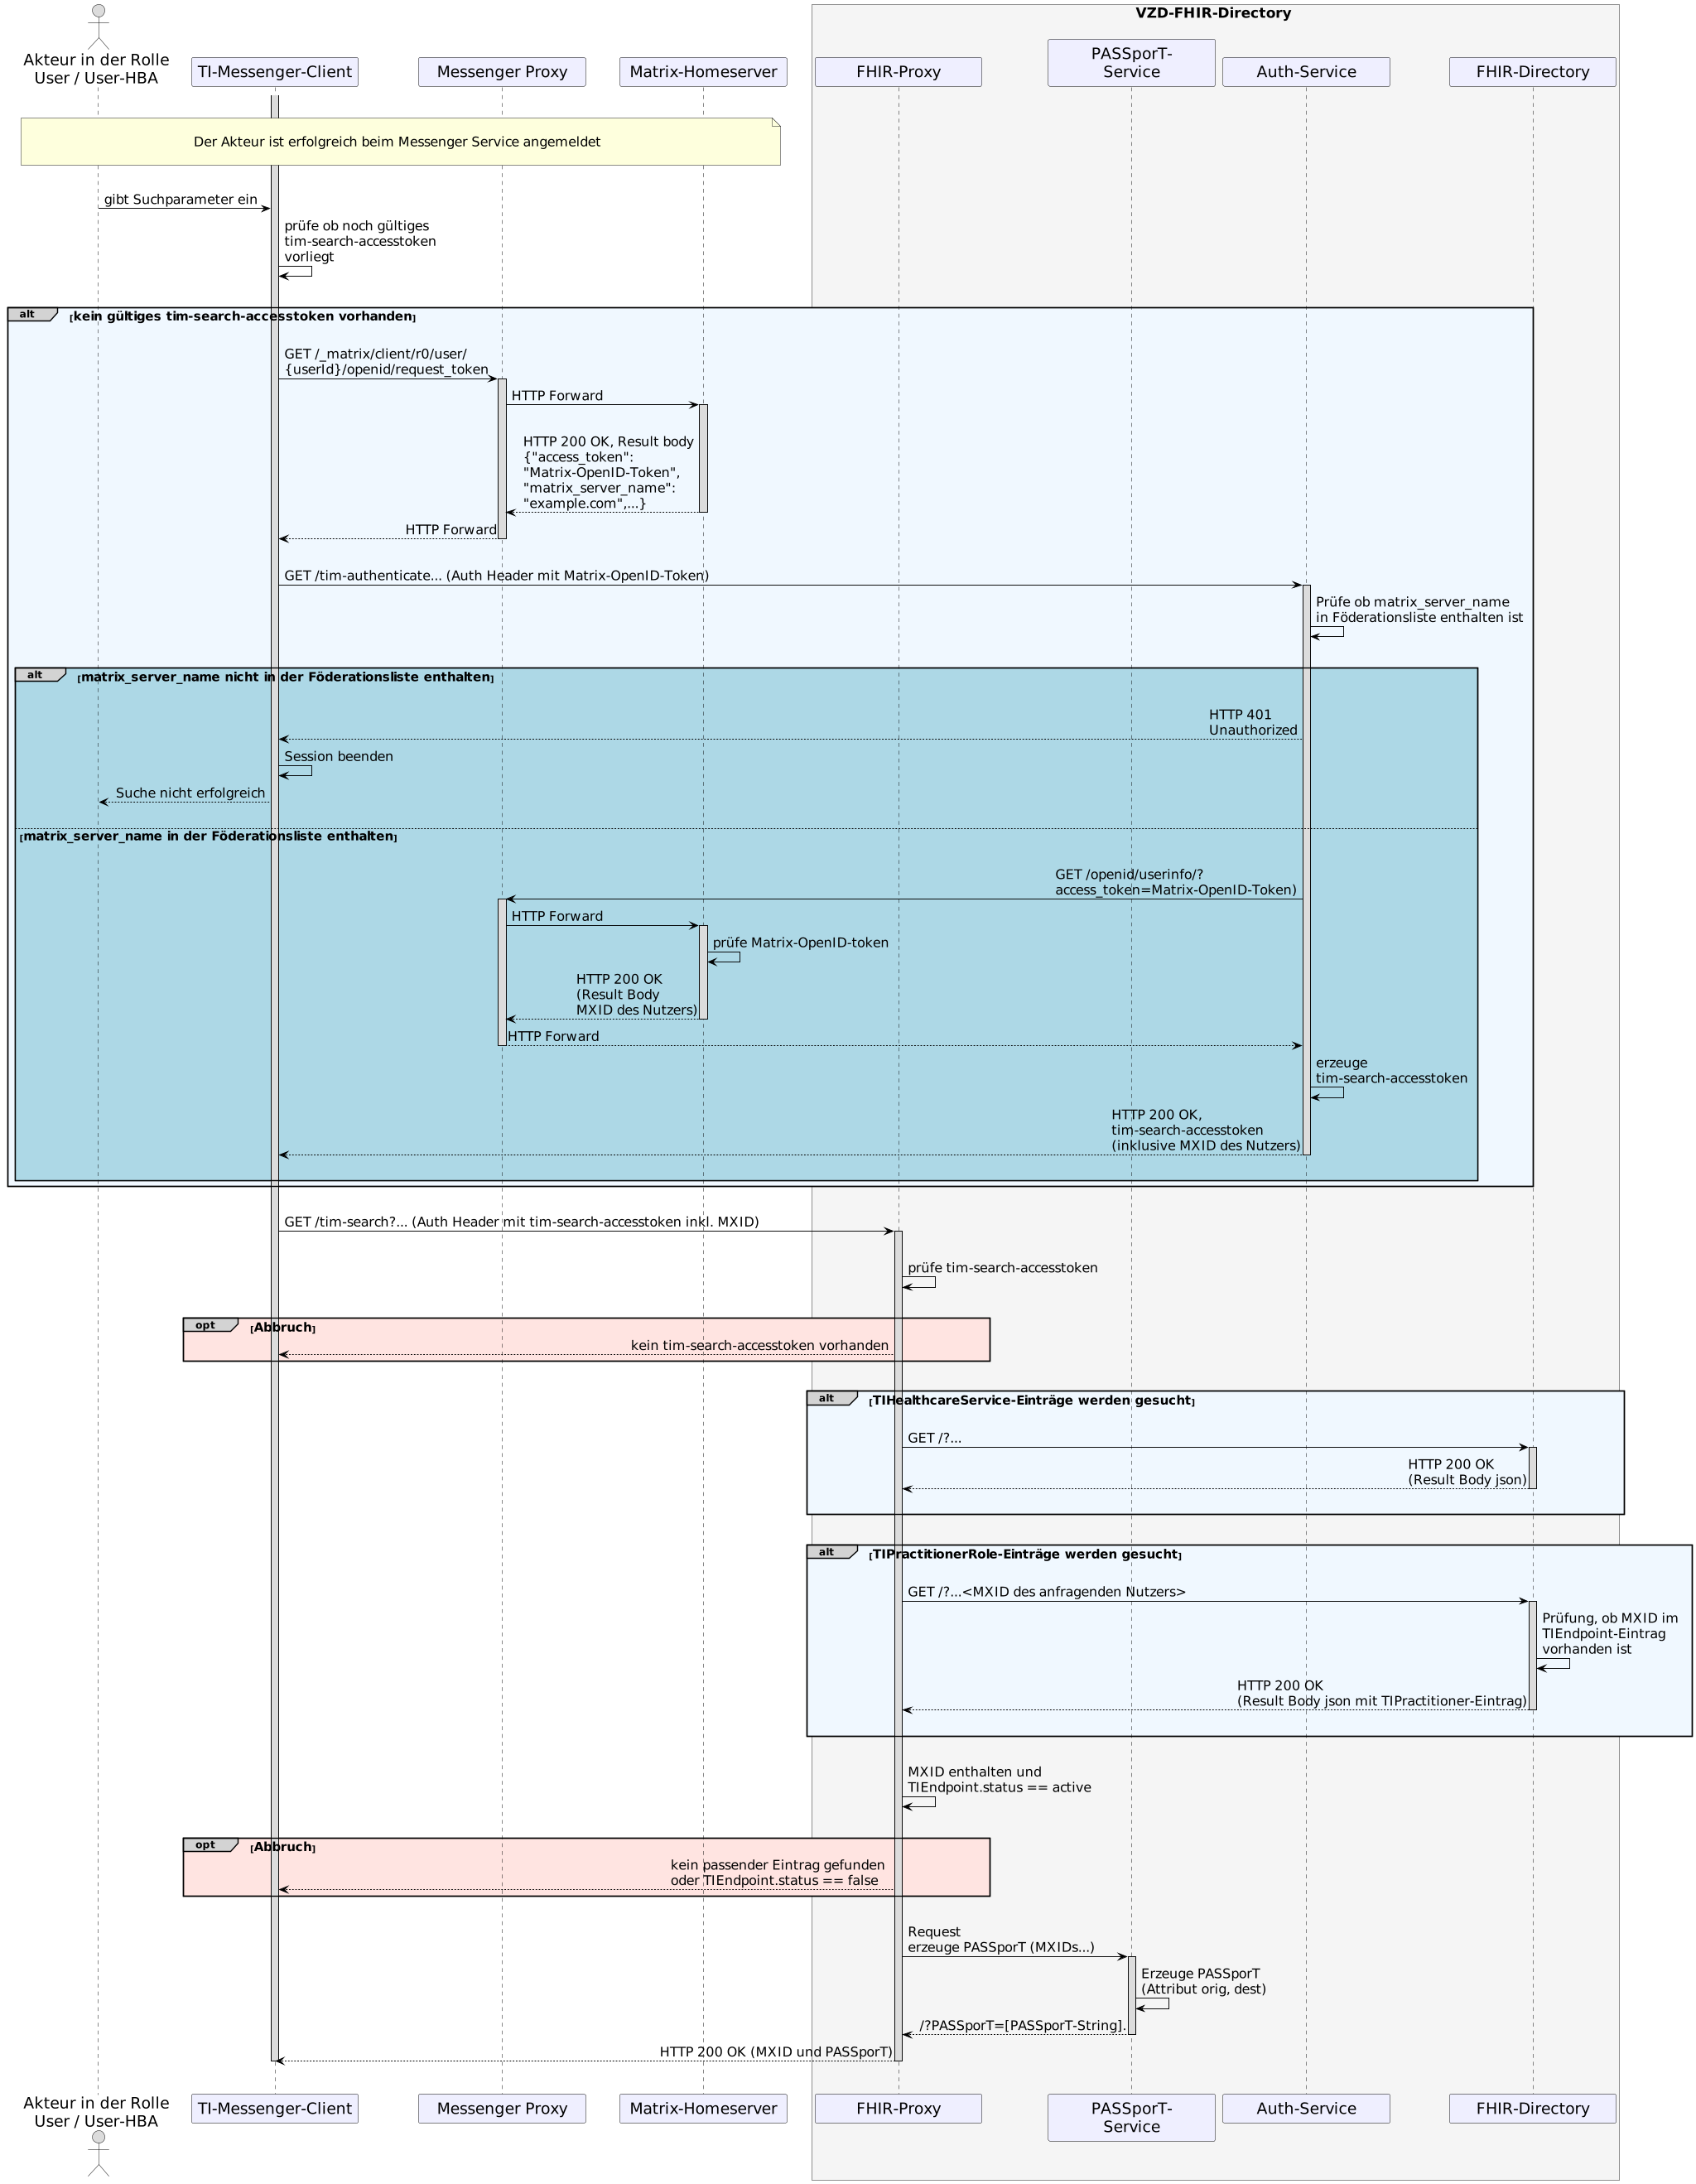 VZD-FHIR-Directory
Akteur in der Rolle
User / User-HBA
TI-Messenger-Client
Messenger Proxy
Matrix-Homeserver
FHIR-Proxy
PASSporT-
Service
Auth-Service
FHIR-Directory
Der Akteur ist erfolgreich beim Messenger Service angemeldet
gibt Suchparameter ein
prüfe ob noch gültiges
tim-search-accesstoken
vorliegt
alt [kein gültiges tim-search-accesstoken vorhanden]
GET /_matrix/client/r0/user/
{userId}/openid/request_token
HTTP Forward
HTTP 200 OK, Result body
{"access_token":
"Matrix-OpenID-Token",
"matrix_server_name":
"example.com",...}
HTTP Forward
GET /tim-authenticate... (Auth Header mit Matrix-OpenID-Token)
Prüfe ob matrix_server_name
in Föderationsliste enthalten ist
alt [matrix_server_name nicht in der Föderationsliste enthalten]
HTTP 401
Unauthorized
Session beenden
Suche nicht erfolgreich
[matrix_server_name in der Föderationsliste enthalten]
GET /openid/userinfo/?
access_token=Matrix-OpenID-Token)
HTTP Forward
prüfe Matrix-OpenID-token
HTTP 200 OK
(Result Body
MXID des Nutzers)
HTTP Forward
erzeuge
tim-search-accesstoken
HTTP 200 OK,
tim-search-accesstoken
(inklusive MXID des Nutzers)
GET /tim-search?... (Auth Header mit tim-search-accesstoken inkl. MXID)
prüfe tim-search-accesstoken
opt [Abbruch]
kein tim-search-accesstoken vorhanden
alt [TIHealthcareService-Einträge werden gesucht]
GET /?...
HTTP 200 OK
(Result Body json)
alt [TIPractitionerRole-Einträge werden gesucht]
GET /?...<MXID des anfragenden Nutzers>
Prüfung, ob MXID im
TIEndpoint-Eintrag
vorhanden ist
HTTP 200 OK
(Result Body json mit TIPractitioner-Eintrag)
MXID enthalten und
TIEndpoint.status == active
opt [Abbruch]
kein passender Eintrag gefunden
oder TIEndpoint.status == false
Request
erzeuge PASSporT (MXIDs...)
Erzeuge PASSporT
(Attribut orig, dest)
/?PASSporT=[PASSporT-String].
HTTP 200 OK (MXID und PASSporT)
Akteur in der Rolle
User / User-HBA
TI-Messenger-Client
Messenger Proxy
Matrix-Homeserver
FHIR-Proxy
PASSporT-
Service
Auth-Service
FHIR-Directory